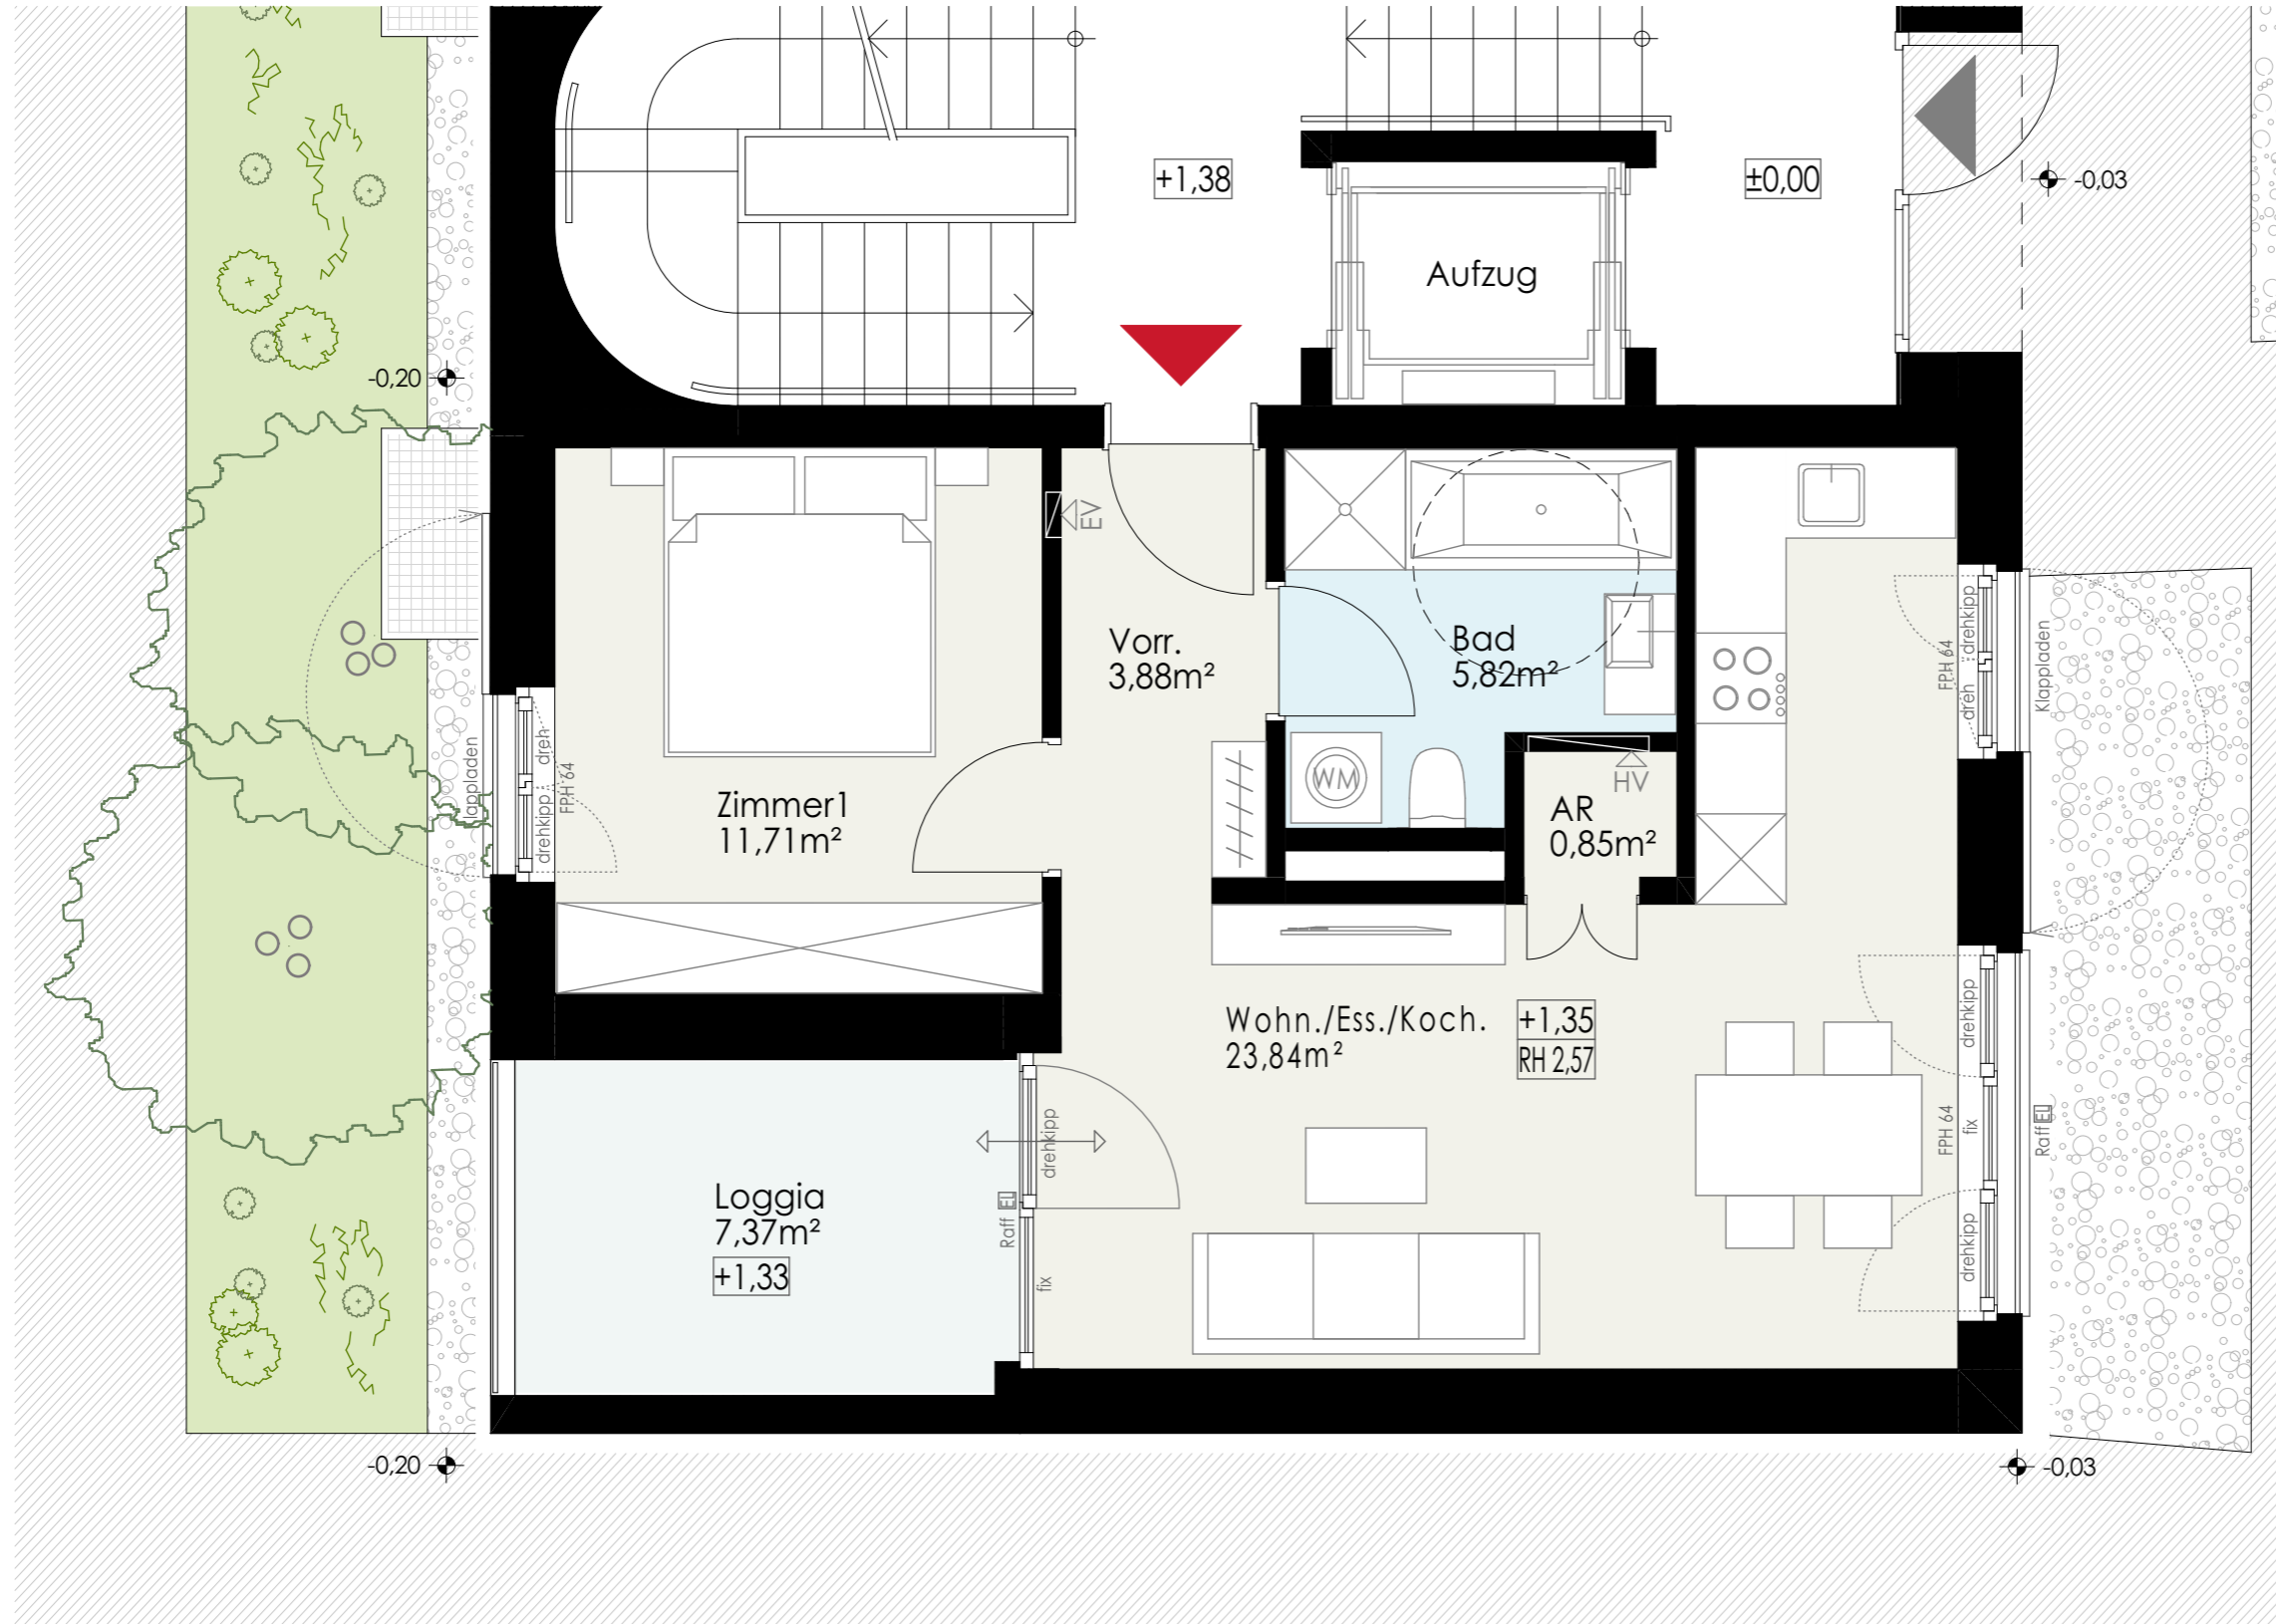 +1,38
±0,00
-0,03
Aufzug
-0,20
EV
Vorr.
3,88m²
Bad
5,82m²
drehkipp
dreh
FPH 64
Klappladen
WM
HV
AR
0,85m²
Zimmer1
11,71m²
lappladen
dreh
drehkipp
FPH 64
Wohn./Ess./Koch.
23,84m²
+1,35
RH 2,57
drehkipp
fix
drehkipp
FPH 64
Raff EL
Loggia
7,37m²
+1,33
drehkipp
Raff EL
fix
-0,20
-0,03